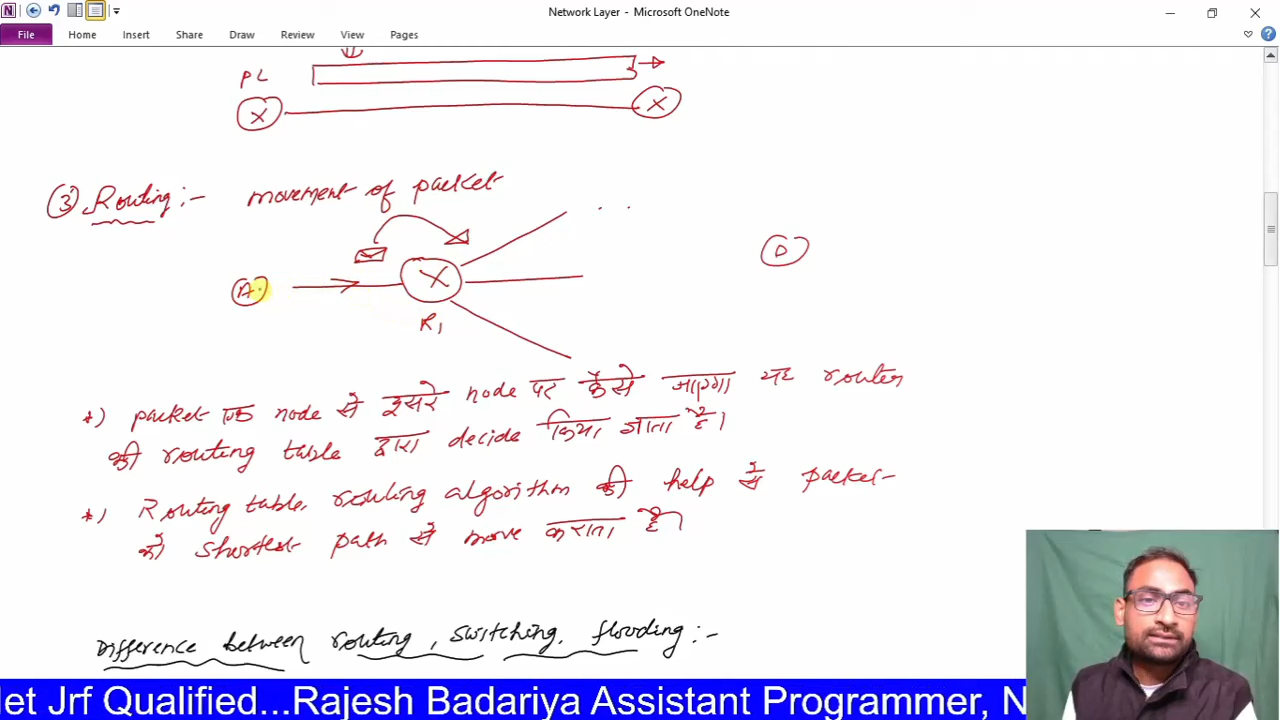 Network Layer - Microsoft OneNote
File Home Insert Share Draw Review Pages
PL
X X
③ Routing :- movement of packet
D
A X
R1
*) packet एक node से दूसरे node पर कैसे जाएगा यह router
की routing table द्वारा decide किया जाता है।
*) Routing table routing algorithm की help से packet
को shortest path से move कराता है
Difference between routing, switching, flooding :-
let Jrf Qualified...Rajesh Badariya Assistant Programmer, N